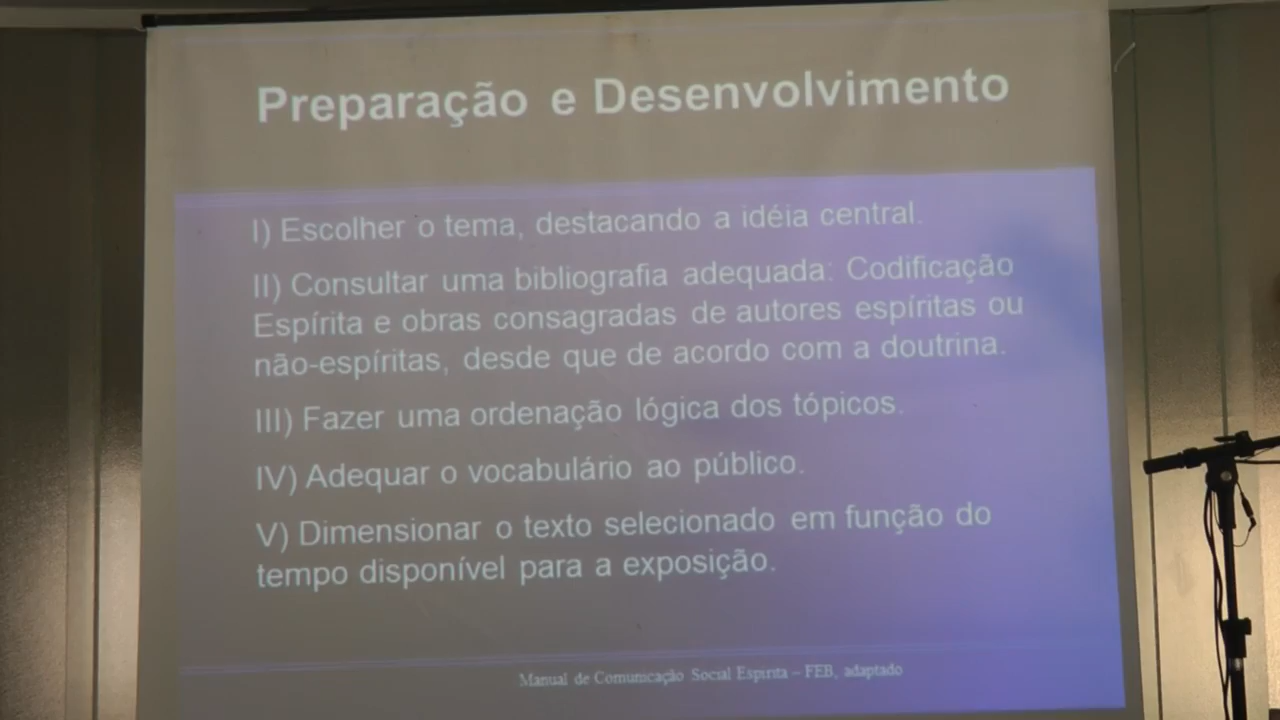 Preparação e Desenvolvimento
I) Escolher o tema, destacando a idéia central.
II) Consultar uma bibliografia adequada: Codificação
Espírita e obras consagradas de autores espíritas ou
não-espíritas, desde que de acordo com a doutrina.
III) Fazer uma ordenação lógica dos tópicos.
IV) Adequar o vocabulário ao público.
V) Dimensionar o texto selecionado em função do
tempo disponível para a exposição.
Manual de Comunicação Social Espírita – FEB, adaptado